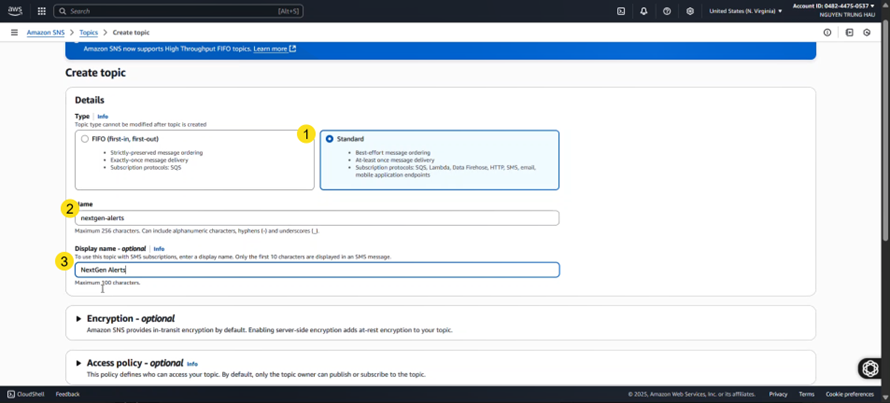 aws
Search
[Alt+S]
United States (N. Virginia)
Account ID: 0482-4475-0537
NGUYEN TRUNG HAU
Amazon SNS > Topics > Create topic
Amazon SNS now supports High Throughput FIFO topics. Learn more
Create topic
Details
Type Info
Topic type cannot be modified after topic is created
FIFO (first-in, first-out)
• Strictly-preserved message ordering
• Exactly-once message delivery
• Subscription protocols: SQS
1
Standard
• Best-effort message ordering
• At-least once message delivery
• Subscription protocols: SQS, Lambda, Data Firehose, HTTP, SMS, email,
mobile application endpoints
2
Name
nextgen-alerts
Maximum 256 characters. Can include alphanumeric characters, hyphens (-) and underscores (_).
Display name - optional Info
To use this topic with SMS subscriptions, enter a display name. Only the first 10 characters are displayed in an SMS message.
3
NextGen Alerts
Maximum 100 characters.
Encryption - optional
Amazon SNS provides in-transit encryption by default. Enabling server-side encryption adds at-rest encryption to your topic.
Access policy - optional Info
This policy defines who can access your topic. By default, only the topic owner can publish or subscribe to the topic.
CloudShell
Feedback
© 2025, Amazon Web Services, Inc. or its affiliates.
Privacy
Terms
Cookie preferences